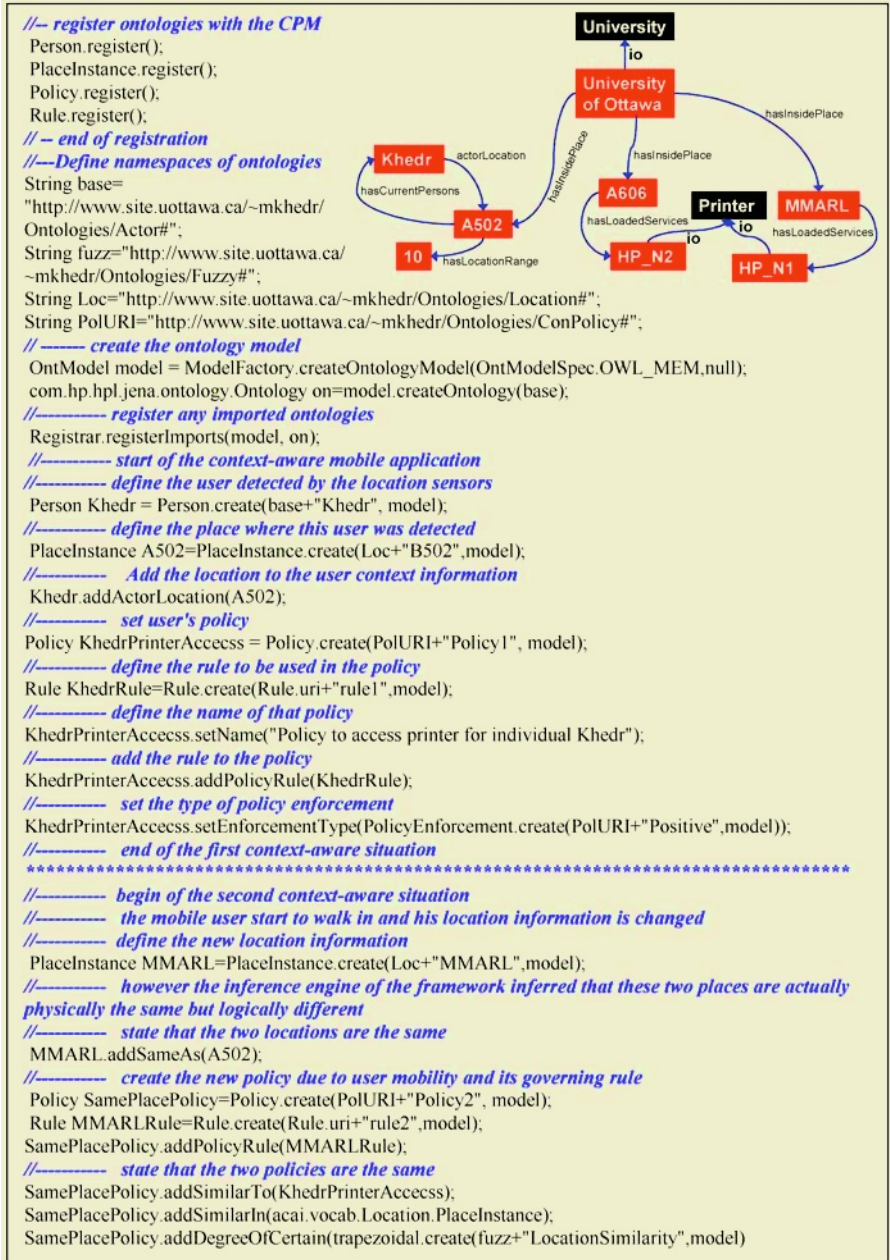 //-- register ontologies with the CPM
Person.register();
PlaceInstance.register();
Policy.register();
Rule.register();
// -- end of registration
//---Define namespaces of ontologies
String base=
"http://www.site.uottawa.ca/~mkhedr/
Ontologies/Actor#";
String fuzz="http://www.site.uottawa.ca/
~mkhedr/Ontologies/Fuzzy#";
String Loc="http://www.site.uottawa.ca/~mkhedr/Ontologies/Location#";
String PolURI="http://www.site.uottawa.ca/~mkhedr/Ontologies/ConPolicy#";
University
io
University
of Ottawa
hasInsidePlace
hasInsidePlace
hasInsidePlace
Khedr
actorLocation
hasCurrentPersons
A502
10
hasLocationRange
A606
Printer
MMARL
hasLoadedServices
io
io
hasLoadedServices
HP_N2
HP_N1
// ------- create the ontology model
OntModel model = ModelFactory.createOntologyModel(OntModelSpec.OWL_MEM,null);
com.hp.hpl.jena.ontology.Ontology on=model.createOntology(base);
//----------- register any imported ontologies
Registrar.registerImports(model, on);
//----------- start of the context-aware mobile application
//----------- define the user detected by the location sensors
Person Khedr = Person.create(base+"Khedr", model);
//----------- define the place where this user was detected
PlaceInstance A502=PlaceInstance.create(Loc+"B502",model);
//----------- Add the location to the user context information
Khedr.addActorLocation(A502);
//----------- set user's policy
Policy KhedrPrinterAccecss = Policy.create(PolURI+"Policy1", model);
//----------- define the rule to be used in the policy
Rule KhedrRule=Rule.create(Rule.uri+"rule1",model);
//----------- define the name of that policy
KhedrPrinterAccecss.setName("Policy to access printer for individual Khedr");
//----------- add the rule to the policy
KhedrPrinterAccecss.addPolicyRule(KhedrRule);
//----------- set the type of policy enforcement
KhedrPrinterAccecss.setEnforcementType(PolicyEnforcement.create(PolURI+"Positive",model));
//----------- end of the first context-aware situation
***********************************************************************************
//----------- begin of the second context-aware situation
//----------- the mobile user start to walk in and his location information is changed
//----------- define the new location information
PlaceInstance MMARL=PlaceInstance.create(Loc+"MMARL",model);
//----------- however the inference engine of the framework inferred that these two places are actually
physically the same but logically different
//----------- state that the two locations are the same
MMARL.addSameAs(A502);
//----------- create the new policy due to user mobility and its governing rule
Policy SamePlacePolicy=Policy.create(PolURI+"Policy2", model);
Rule MMARLRule=Rule.create(Rule.uri+"rule2",model);
SamePlacePolicy.addPolicyRule(MMARLRule);
//----------- state that the two policies are the same
SamePlacePolicy.addSimilarTo(KhedrPrinterAccecss);
SamePlacePolicy.addSimilarIn(acai.vocab.Location.PlaceInstance);
SamePlacePolicy.addDegreeOfCertain(trapezoidal.create(fuzz+"LocationSimilarity",model)